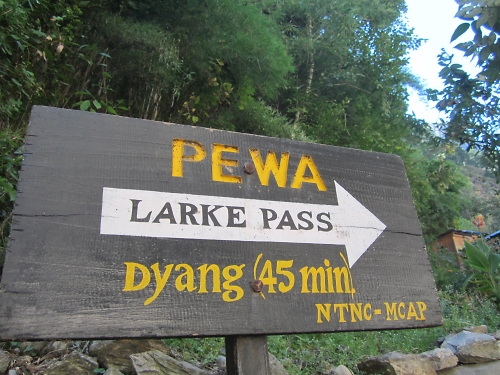 PEWA
LARKE PASS
Dyang (45 min)
NTNC-MCAP